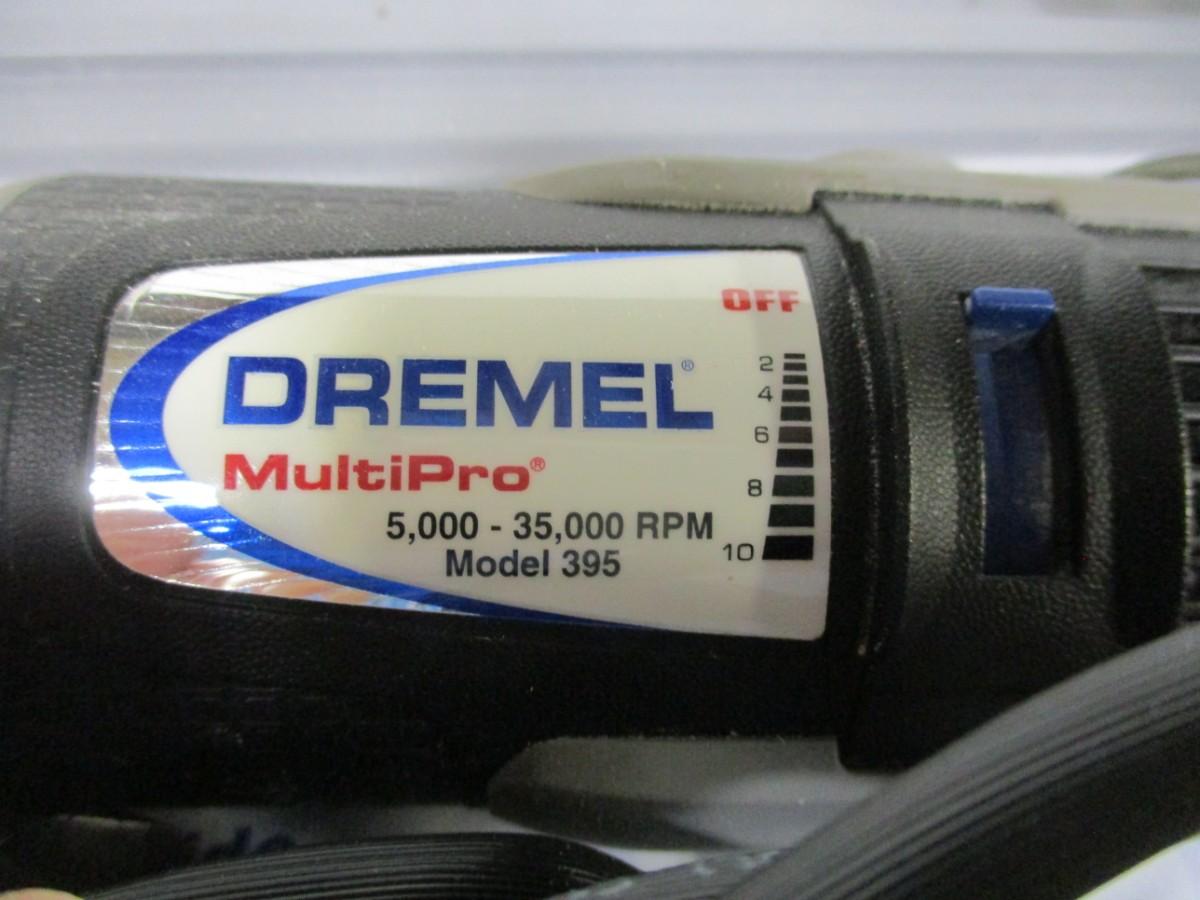 OFF
DREMEL®
MultiPro®
5,000 - 35,000 RPM
Model 395
2
4
6
8
10